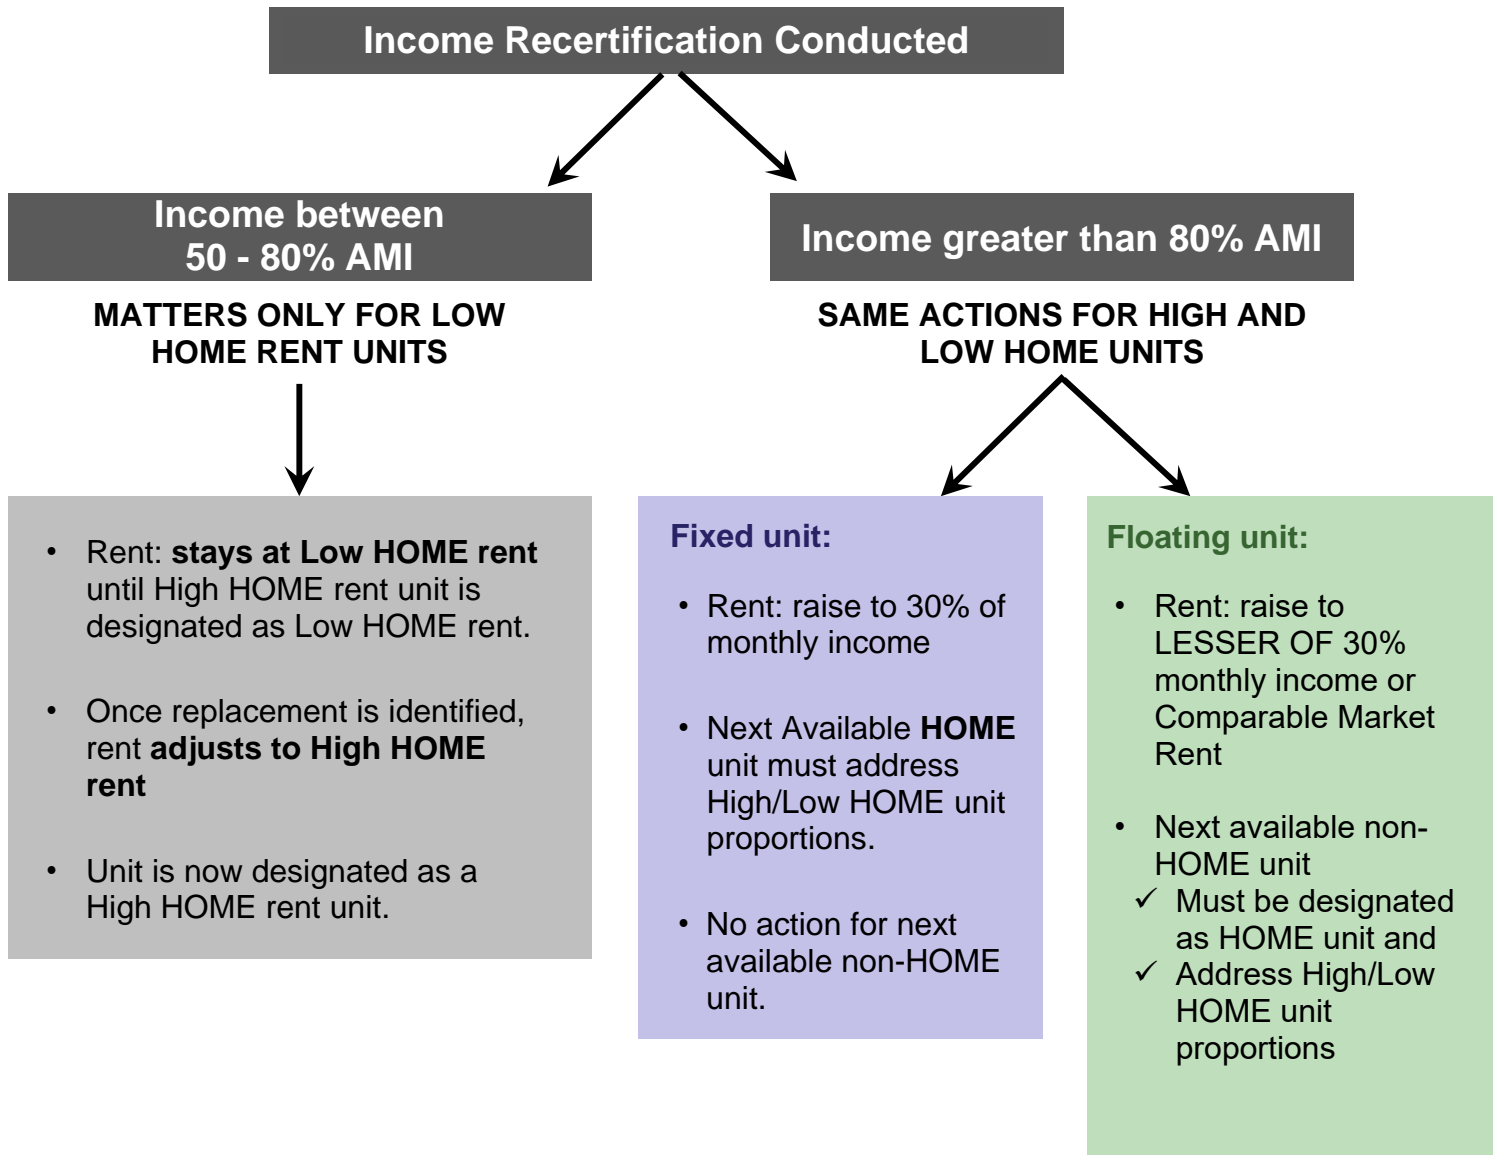 Income Recertification Conducted
Income between
50 - 80% AMI
MATTERS ONLY FOR LOW
HOME RENT UNITS
• Rent: stays at Low HOME rent
until High HOME rent unit is
designated as Low HOME rent.
• Once replacement is identified,
rent adjusts to High HOME
rent
• Unit is now designated as a
High HOME rent unit.
Income greater than 80% AMI
SAME ACTIONS FOR HIGH AND
LOW HOME UNITS
Fixed unit:
• Rent: raise to 30% of
monthly income
• Next Available HOME
unit must address
High/Low HOME unit
proportions.
• No action for next
available non-HOME
unit.
Floating unit:
• Rent: raise to
LESSER OF 30%
monthly income or
Comparable Market
Rent
• Next available non-
HOME unit
✓ Must be designated
as HOME unit and
✓ Address High/Low
HOME unit
proportions